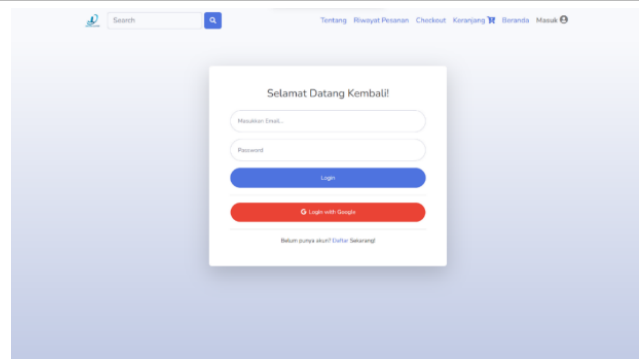 Search
Tentang Riwayat Pesanan Checkout Keranjang Beranda Masuk
Selamat Datang Kembali!
Masukkan Email...
Password
Login
G Login with Google
Belum punya akun? Daftar Sekarang!